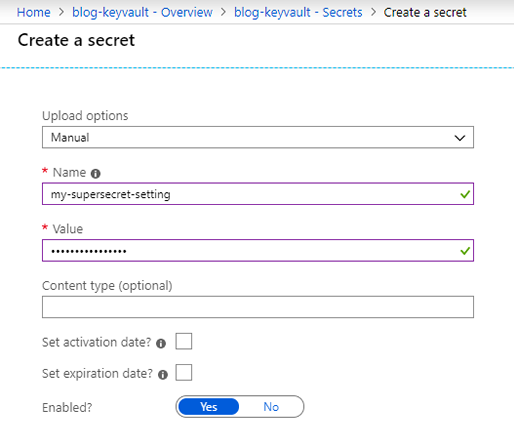 Home > blog-keyvault - Overview > blog-keyvault - Secrets > Create a secret
Create a secret
Upload options
Manual
* Name
my-supersecret-setting
* Value
••••••••••••••••
Content type (optional)
Set activation date?
Set expiration date?
Enabled? Yes No